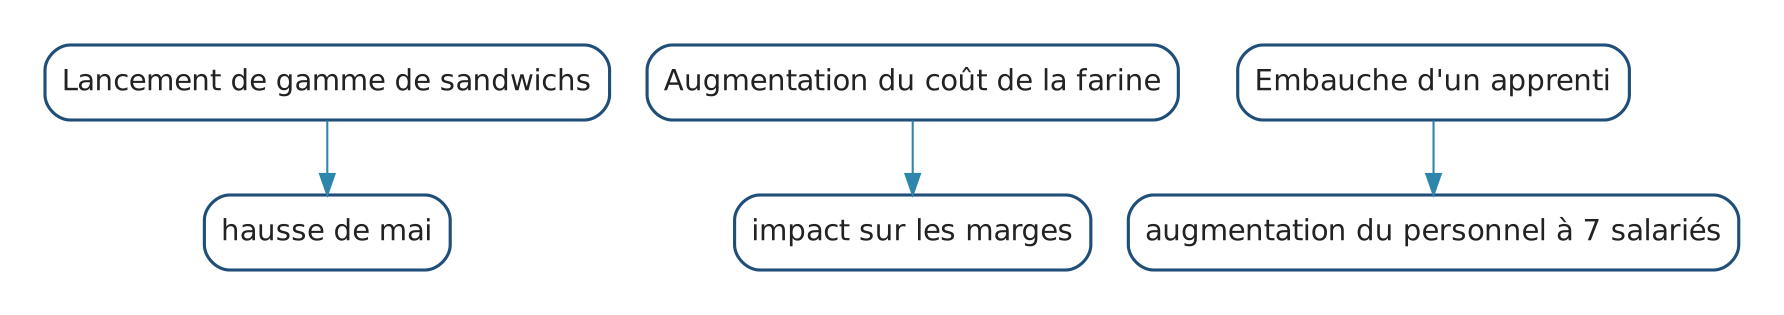 Lancement de gamme de sandwichs
Augmentation du coût de la farine
Embauche d'un apprenti
hausse de mai
impact sur les marges
augmentation du personnel à 7 salariés